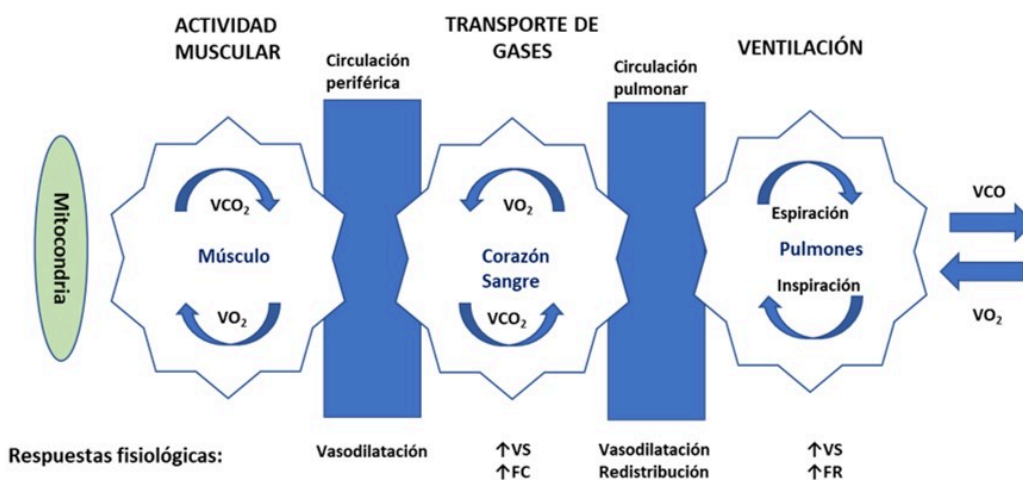 ACTIVIDAD
MUSCULAR
Circulación
periférica
TRANSPORTE DE
GASES
Circulación
pulmonar
VENTILACIÓN
Mitocondria
VCO₂
Músculo
VO₂
VO₂
Corazón
Sangre
VCO₂
Espiración
Pulmones
Inspiración
VCO
VO₂
Respuestas fisiológicas:
Vasodilatación
↑VS
↑FC
Vasodilatación
Redistribución
↑VS
↑FR